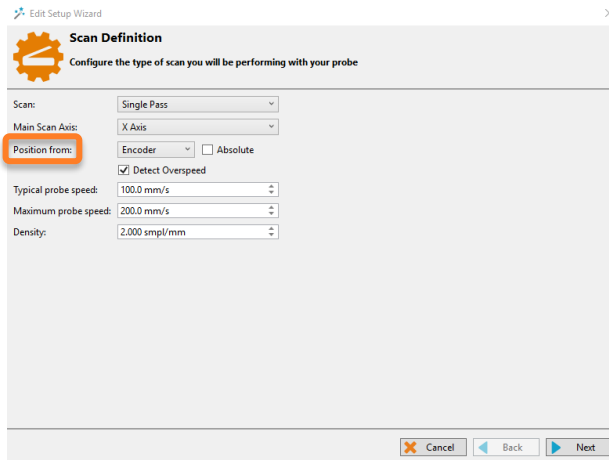 Edit Setup Wizard
Scan Definition
Configure the type of scan you will be performing with your probe
Scan: Single Pass
Main Scan Axis: X Axis
Position from: Encoder Absolute
Detect Overspeed
Typical probe speed: 100.0 mm/s
Maximum probe speed: 200.0 mm/s
Density: 2.000 smpl/mm
Cancel Back Next